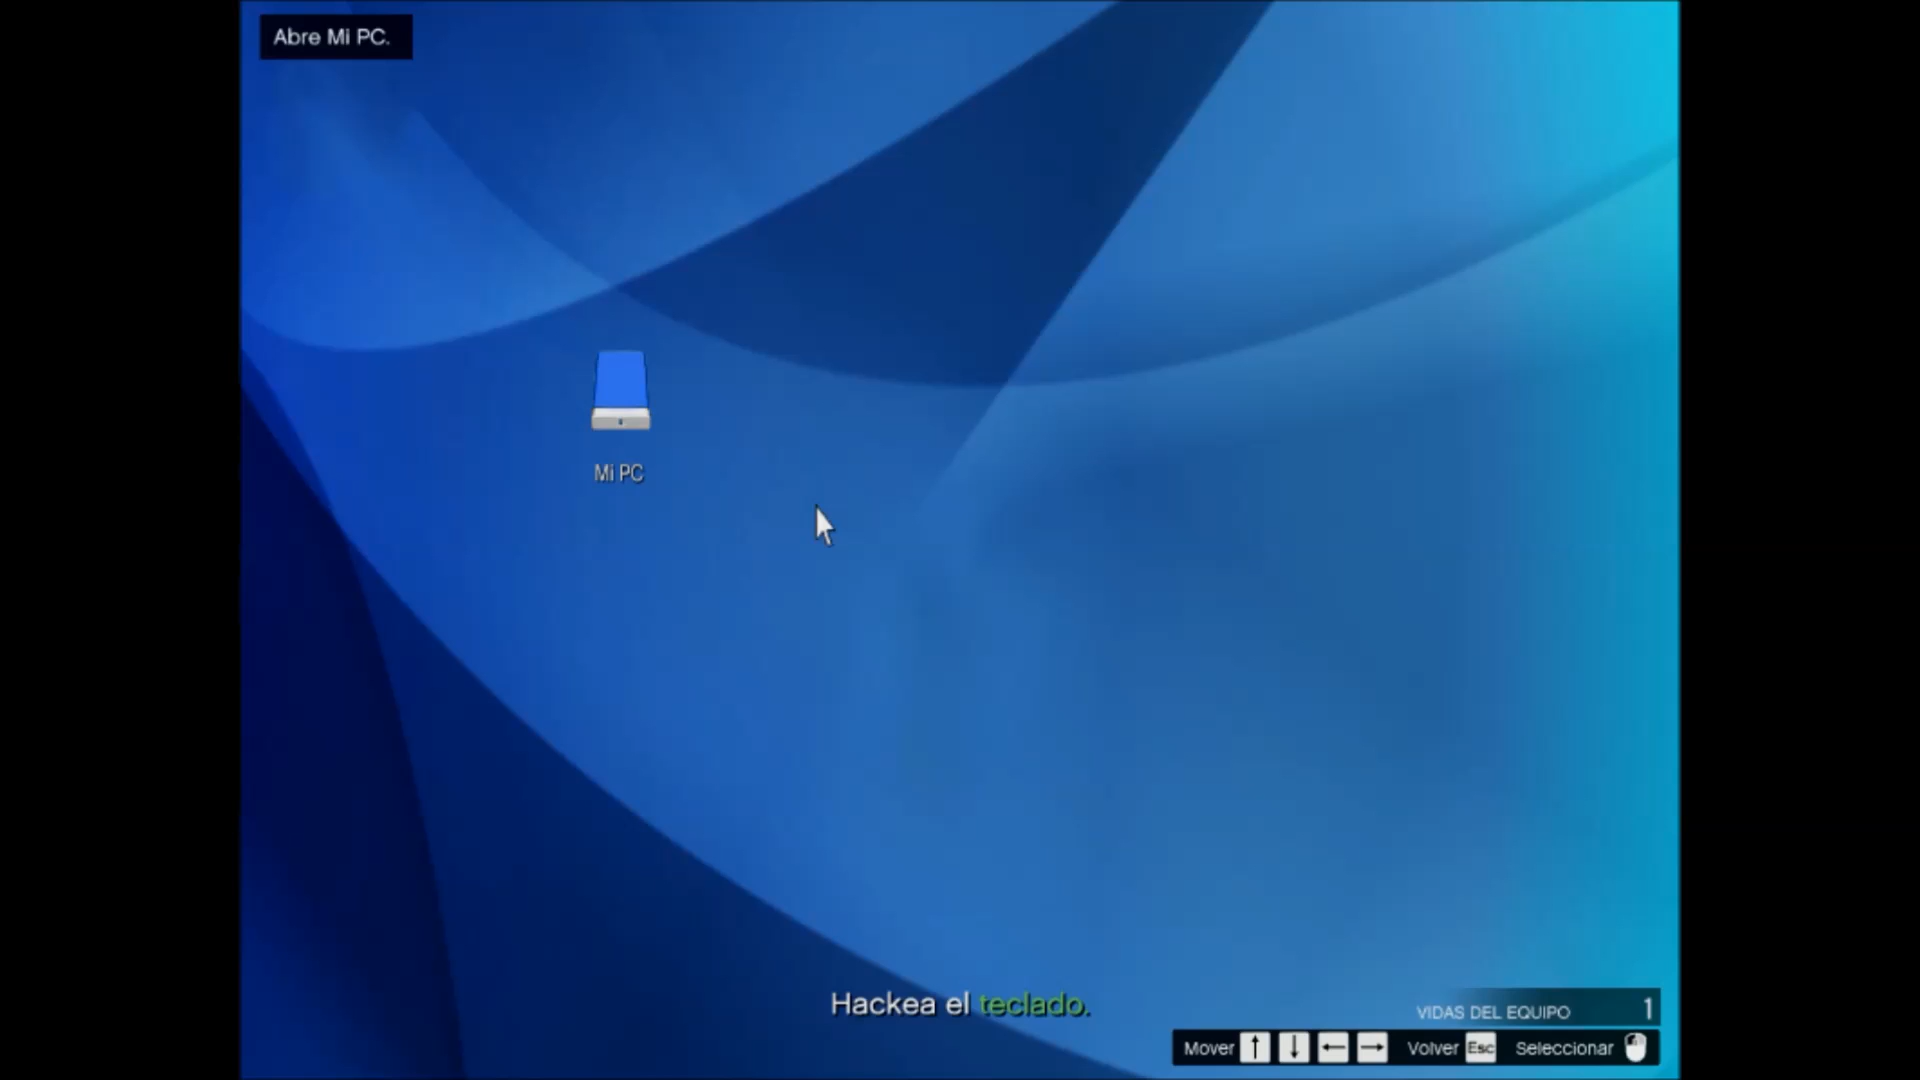 Abre Mi PC.
Mi PC
Hackea el teclado.
VIDAS DEL EQUIPO 1
Mover ↑ ↓ ← → Volver Esc Seleccionar